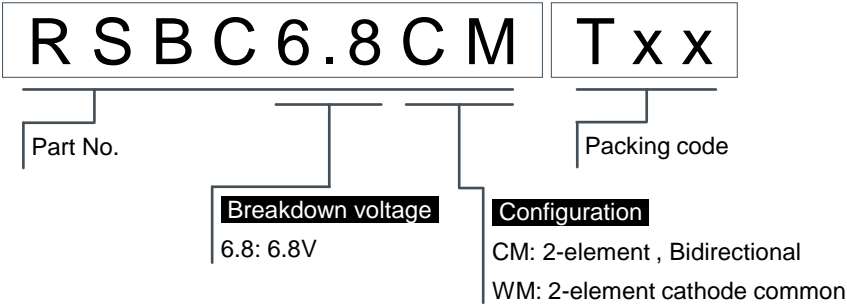 RSBC6.8CM Txx
Part No.
Packing code
Breakdown voltage
6.8: 6.8V
Configuration
CM: 2-element , Bidirectional
WM: 2-element cathode common